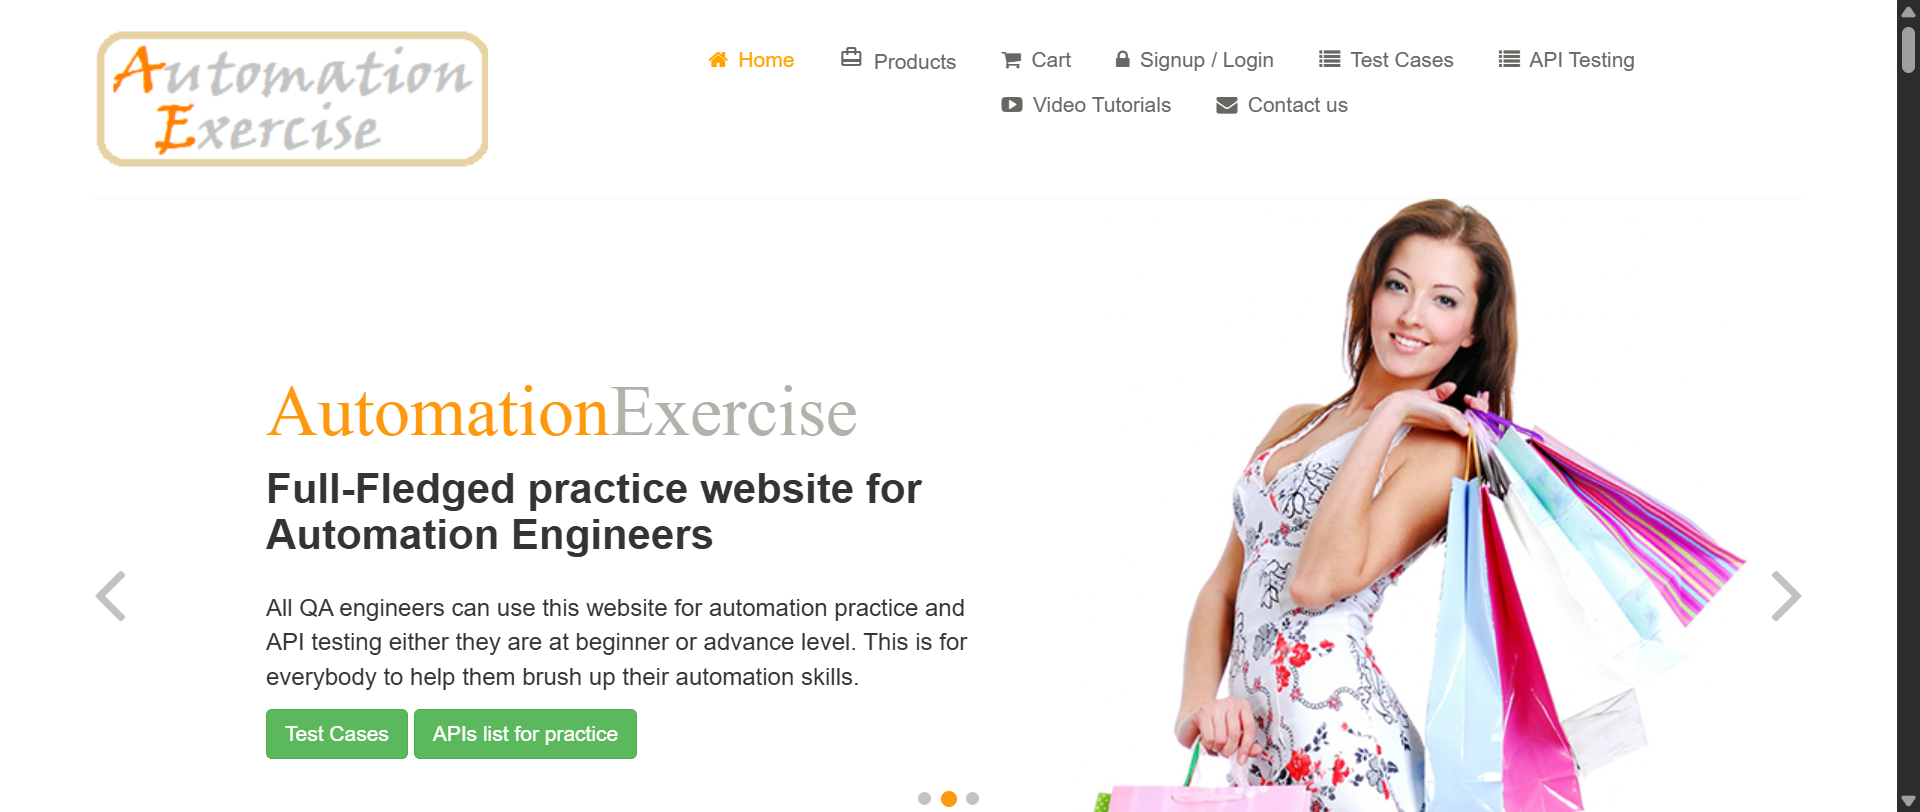 Automation
Exercise
Home Products Cart Signup / Login Test Cases API Testing
Video Tutorials Contact us
AutomationExercise
Full-Fledged practice website for
Automation Engineers
All QA engineers can use this website for automation practice and
API testing either they are at beginner or advance level. This is for
everybody to help them brush up their automation skills.
Test Cases APIs list for practice